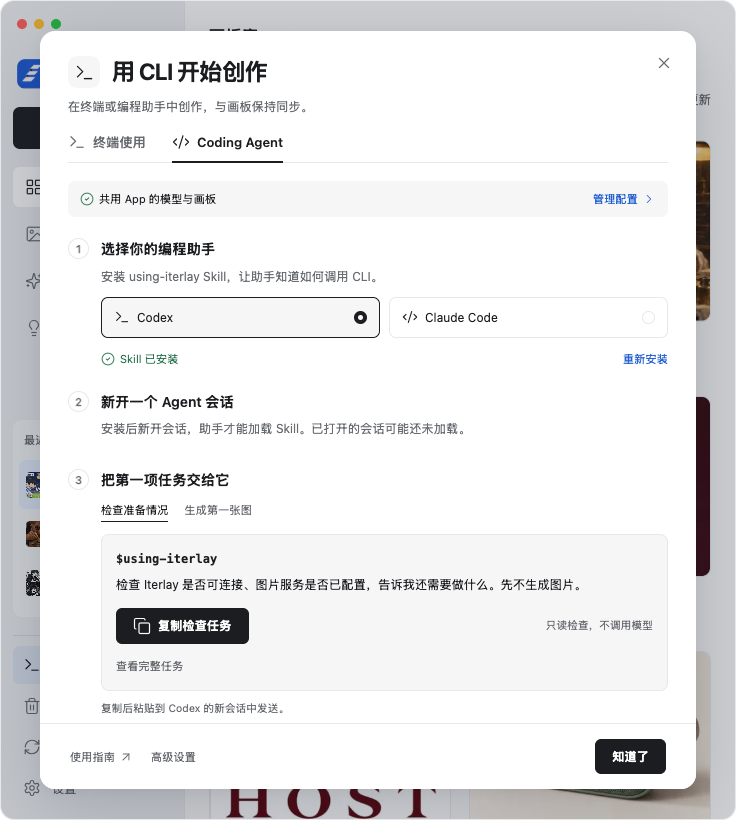 用 CLI 开始创作
在终端或编程助手中创作，与画板保持同步。
终端使用
Coding Agent
共用 App 的模型与画板
管理配置
1
选择你的编程助手
安装 using-iterlay Skill，让助手知道如何调用 CLI。
Codex
Claude Code
Skill 已安装
重新安装
2
新开一个 Agent 会话
安装后新开会话，助手才能加载 Skill。已打开的会话可能还未加载。
3
把第一项任务交给它
检查准备情况
生成第一张图
$using-iterlay
检查 Iterlay 是否可连接、图片服务是否已配置，告诉我还需要做什么。先不生成图片。
复制检查任务
只读检查，不调用模型
查看完整任务
复制后粘贴到 Codex 的新会话中发送。
使用指南
高级设置
知道了
设置
HOST